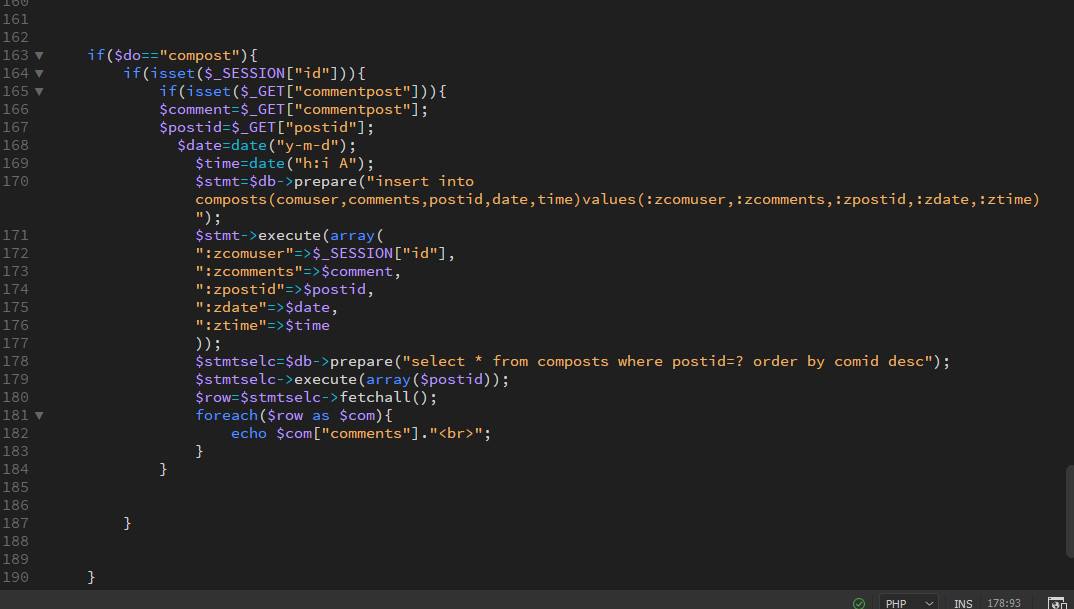 160
161
162
163 if($do=="compost"){
164 if(isset($_SESSION["id"])){
165 if(isset($_GET["commentpost"])){
166 $comment=$_GET["commentpost"];
167 $postid=$_GET["postid"];
168 $date=date("y-m-d");
169 $time=date("h:i A");
170 $stmt=$db->prepare("insert into
composts(comuser,comments,postid,date,time)values(:zcomuser,:zcomments,:zpostid,:zdate,:ztime)
");
171 $stmt->execute(array(
172 ":zcomuser"=>$_SESSION["id"],
173 ":zcomments"=>$comment,
174 ":zpostid"=>$postid,
175 ":zdate"=>$date,
176 ":ztime"=>$time
177 ));
178 $stmtselc=$db->prepare("select * from composts where postid=? order by comid desc");
179 $stmtselc->execute(array($postid));
180 $row=$stmtselc->fetchall();
181 foreach($row as $com){
182 echo $com["comments"]."<br>";
183 }
184 }
185
186
187 }
188
189
190 }
PHP INS 178:93